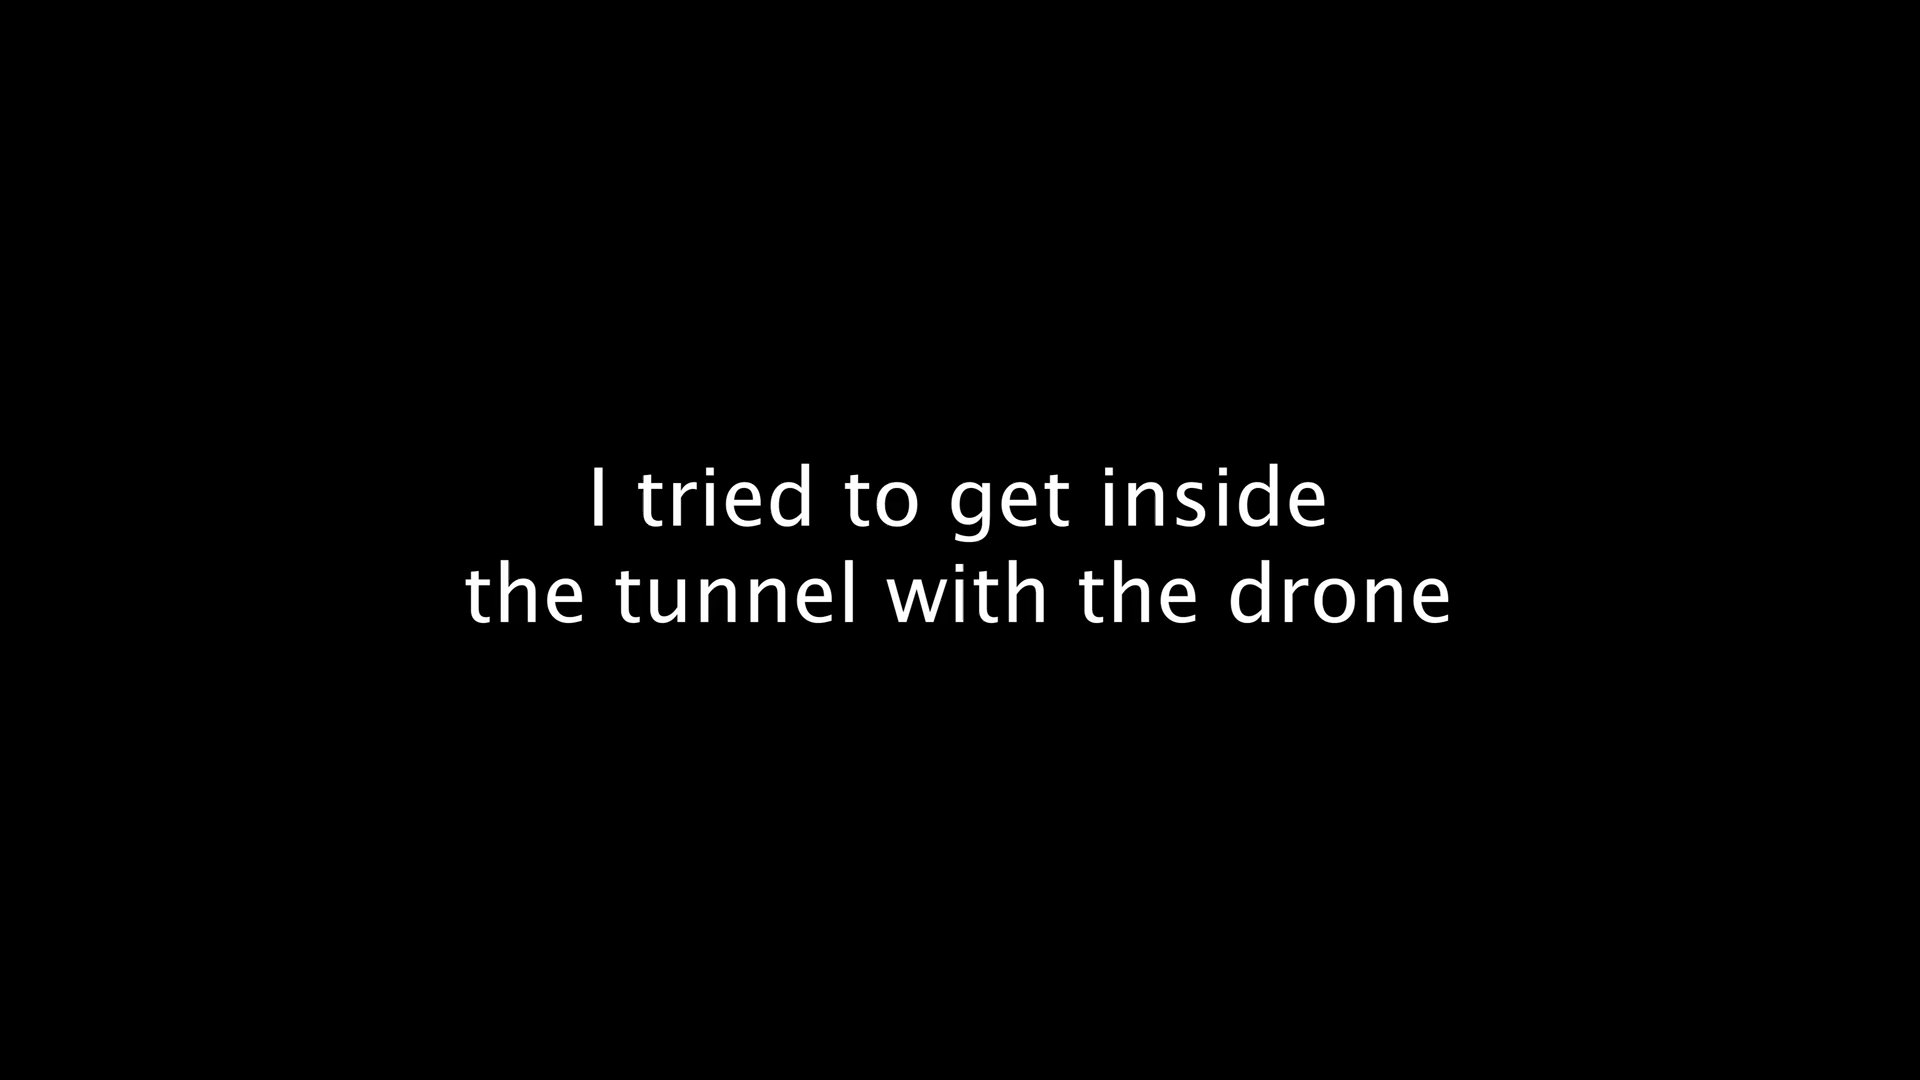 I tried to get inside
the tunnel with the drone